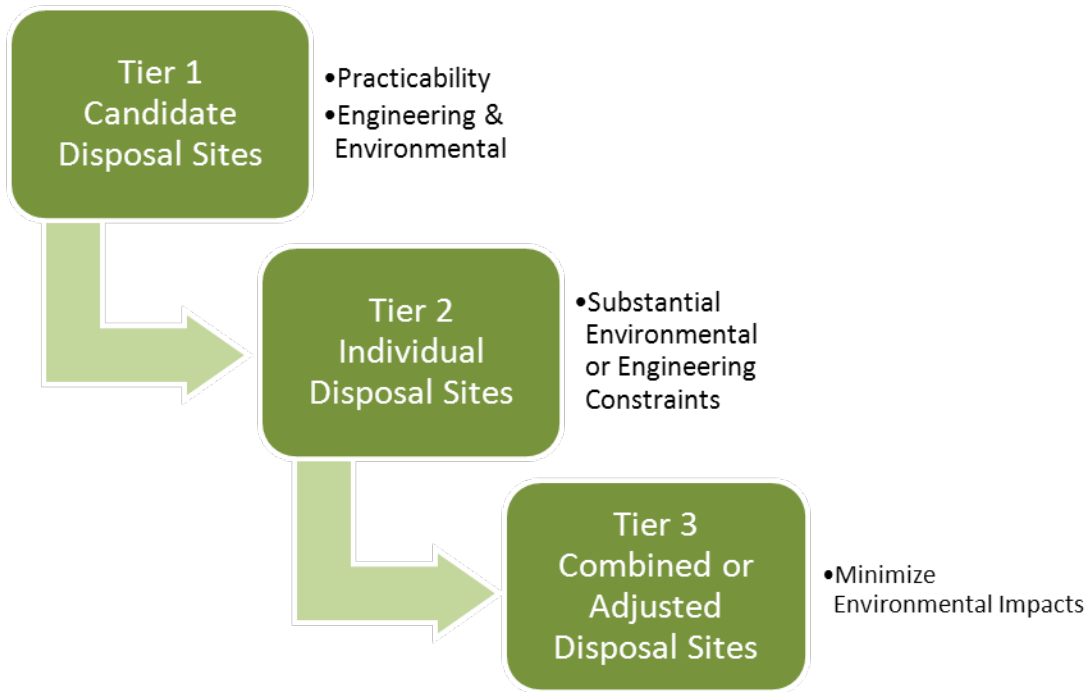 Tier 1
Candidate
Disposal Sites
•Practicability
•Engineering &
Environmental
Tier 2
Individual
Disposal Sites
•Substantial
Environmental
or Engineering
Constraints
Tier 3
Combined or
Adjusted
Disposal Sites
•Minimize
Environmental Impacts